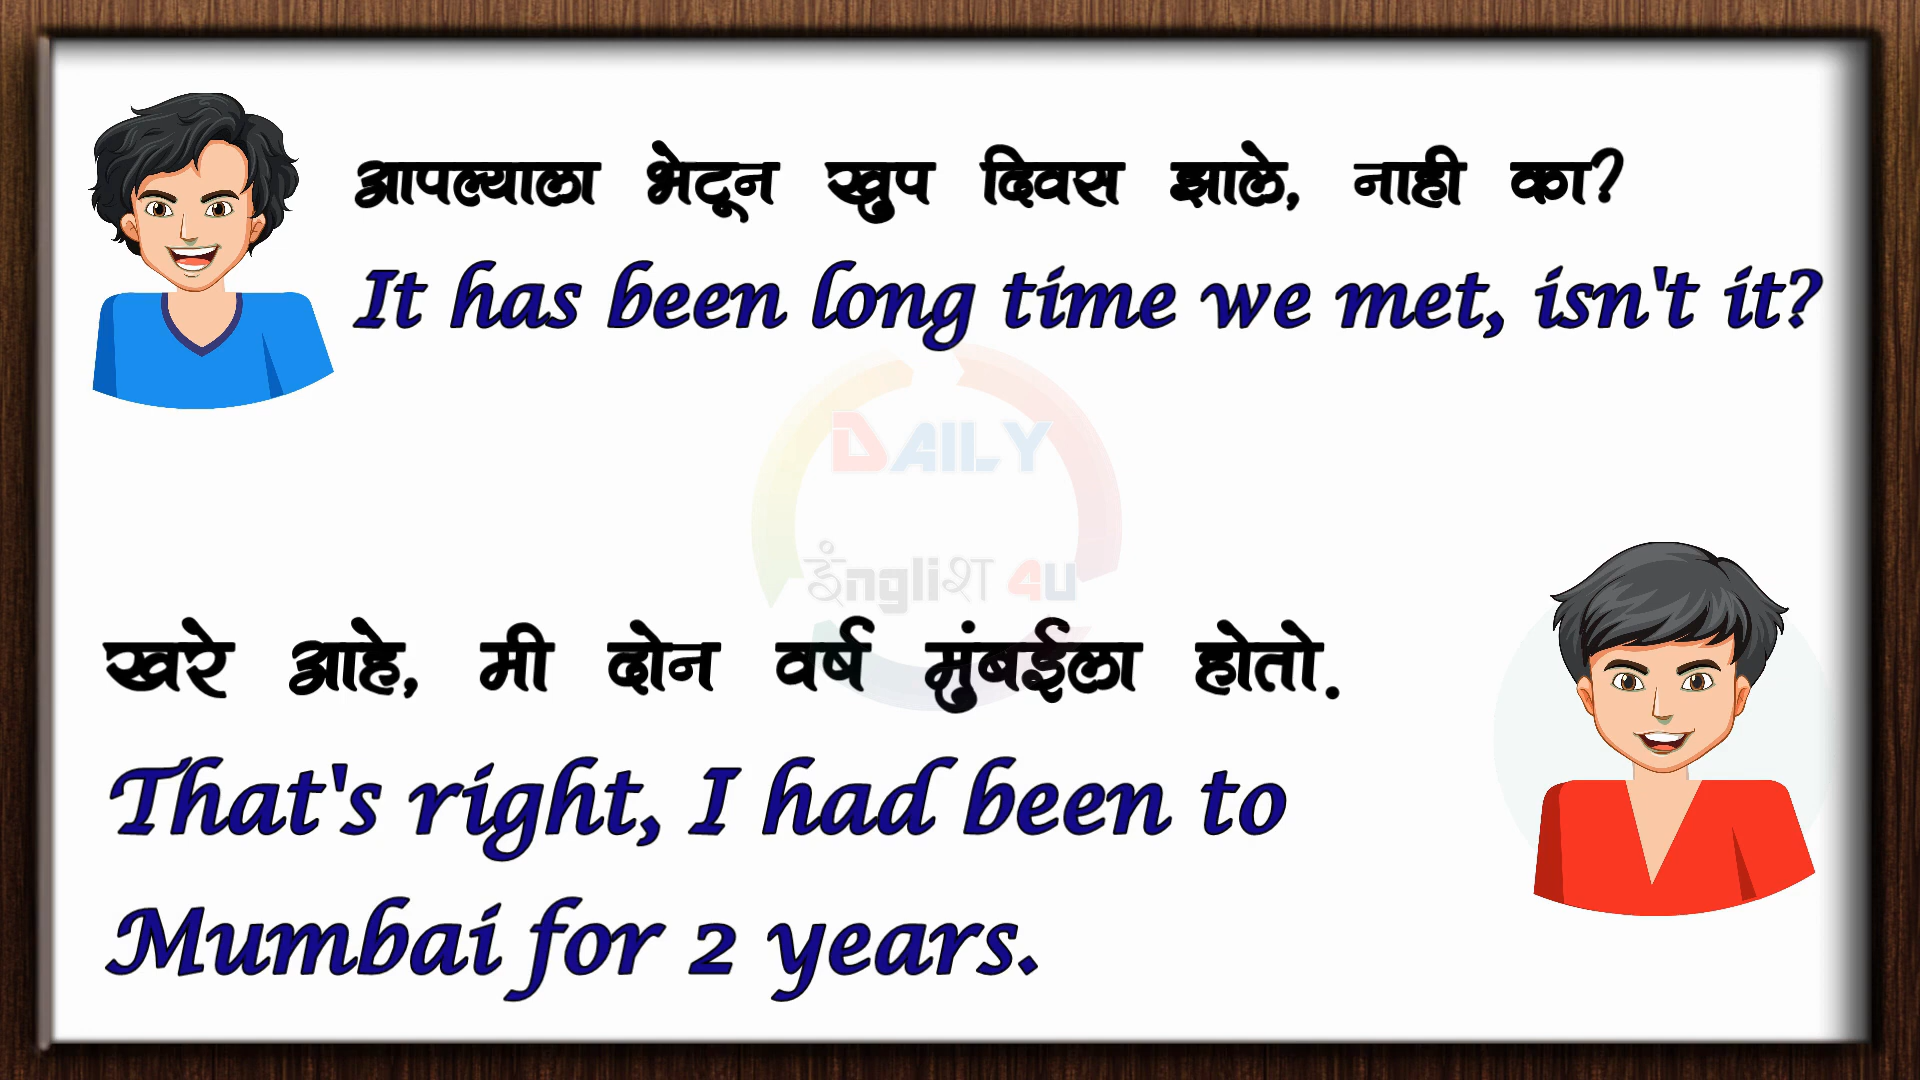 आपल्याला भेटून खुप दिवस झाले, नाही का?
It has been long time we met, isn't it?
DAILY
इंngliश 4U
खरे आहे, मी दोन वर्ष मुंबईला होतो.
That's right, I had been to
Mumbai for 2 years.